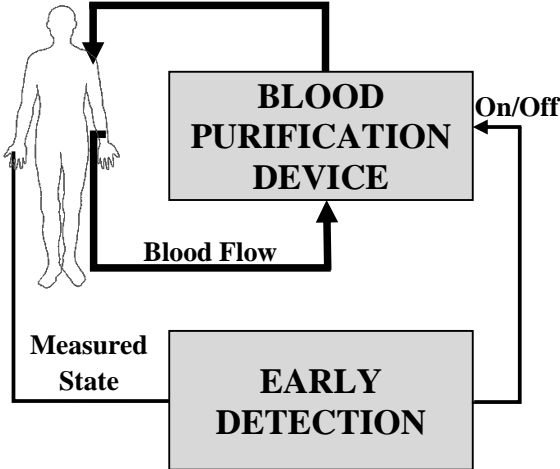 BLOOD
PURIFICATION
DEVICE
On/Off
Blood Flow
Measured
State
EARLY
DETECTION